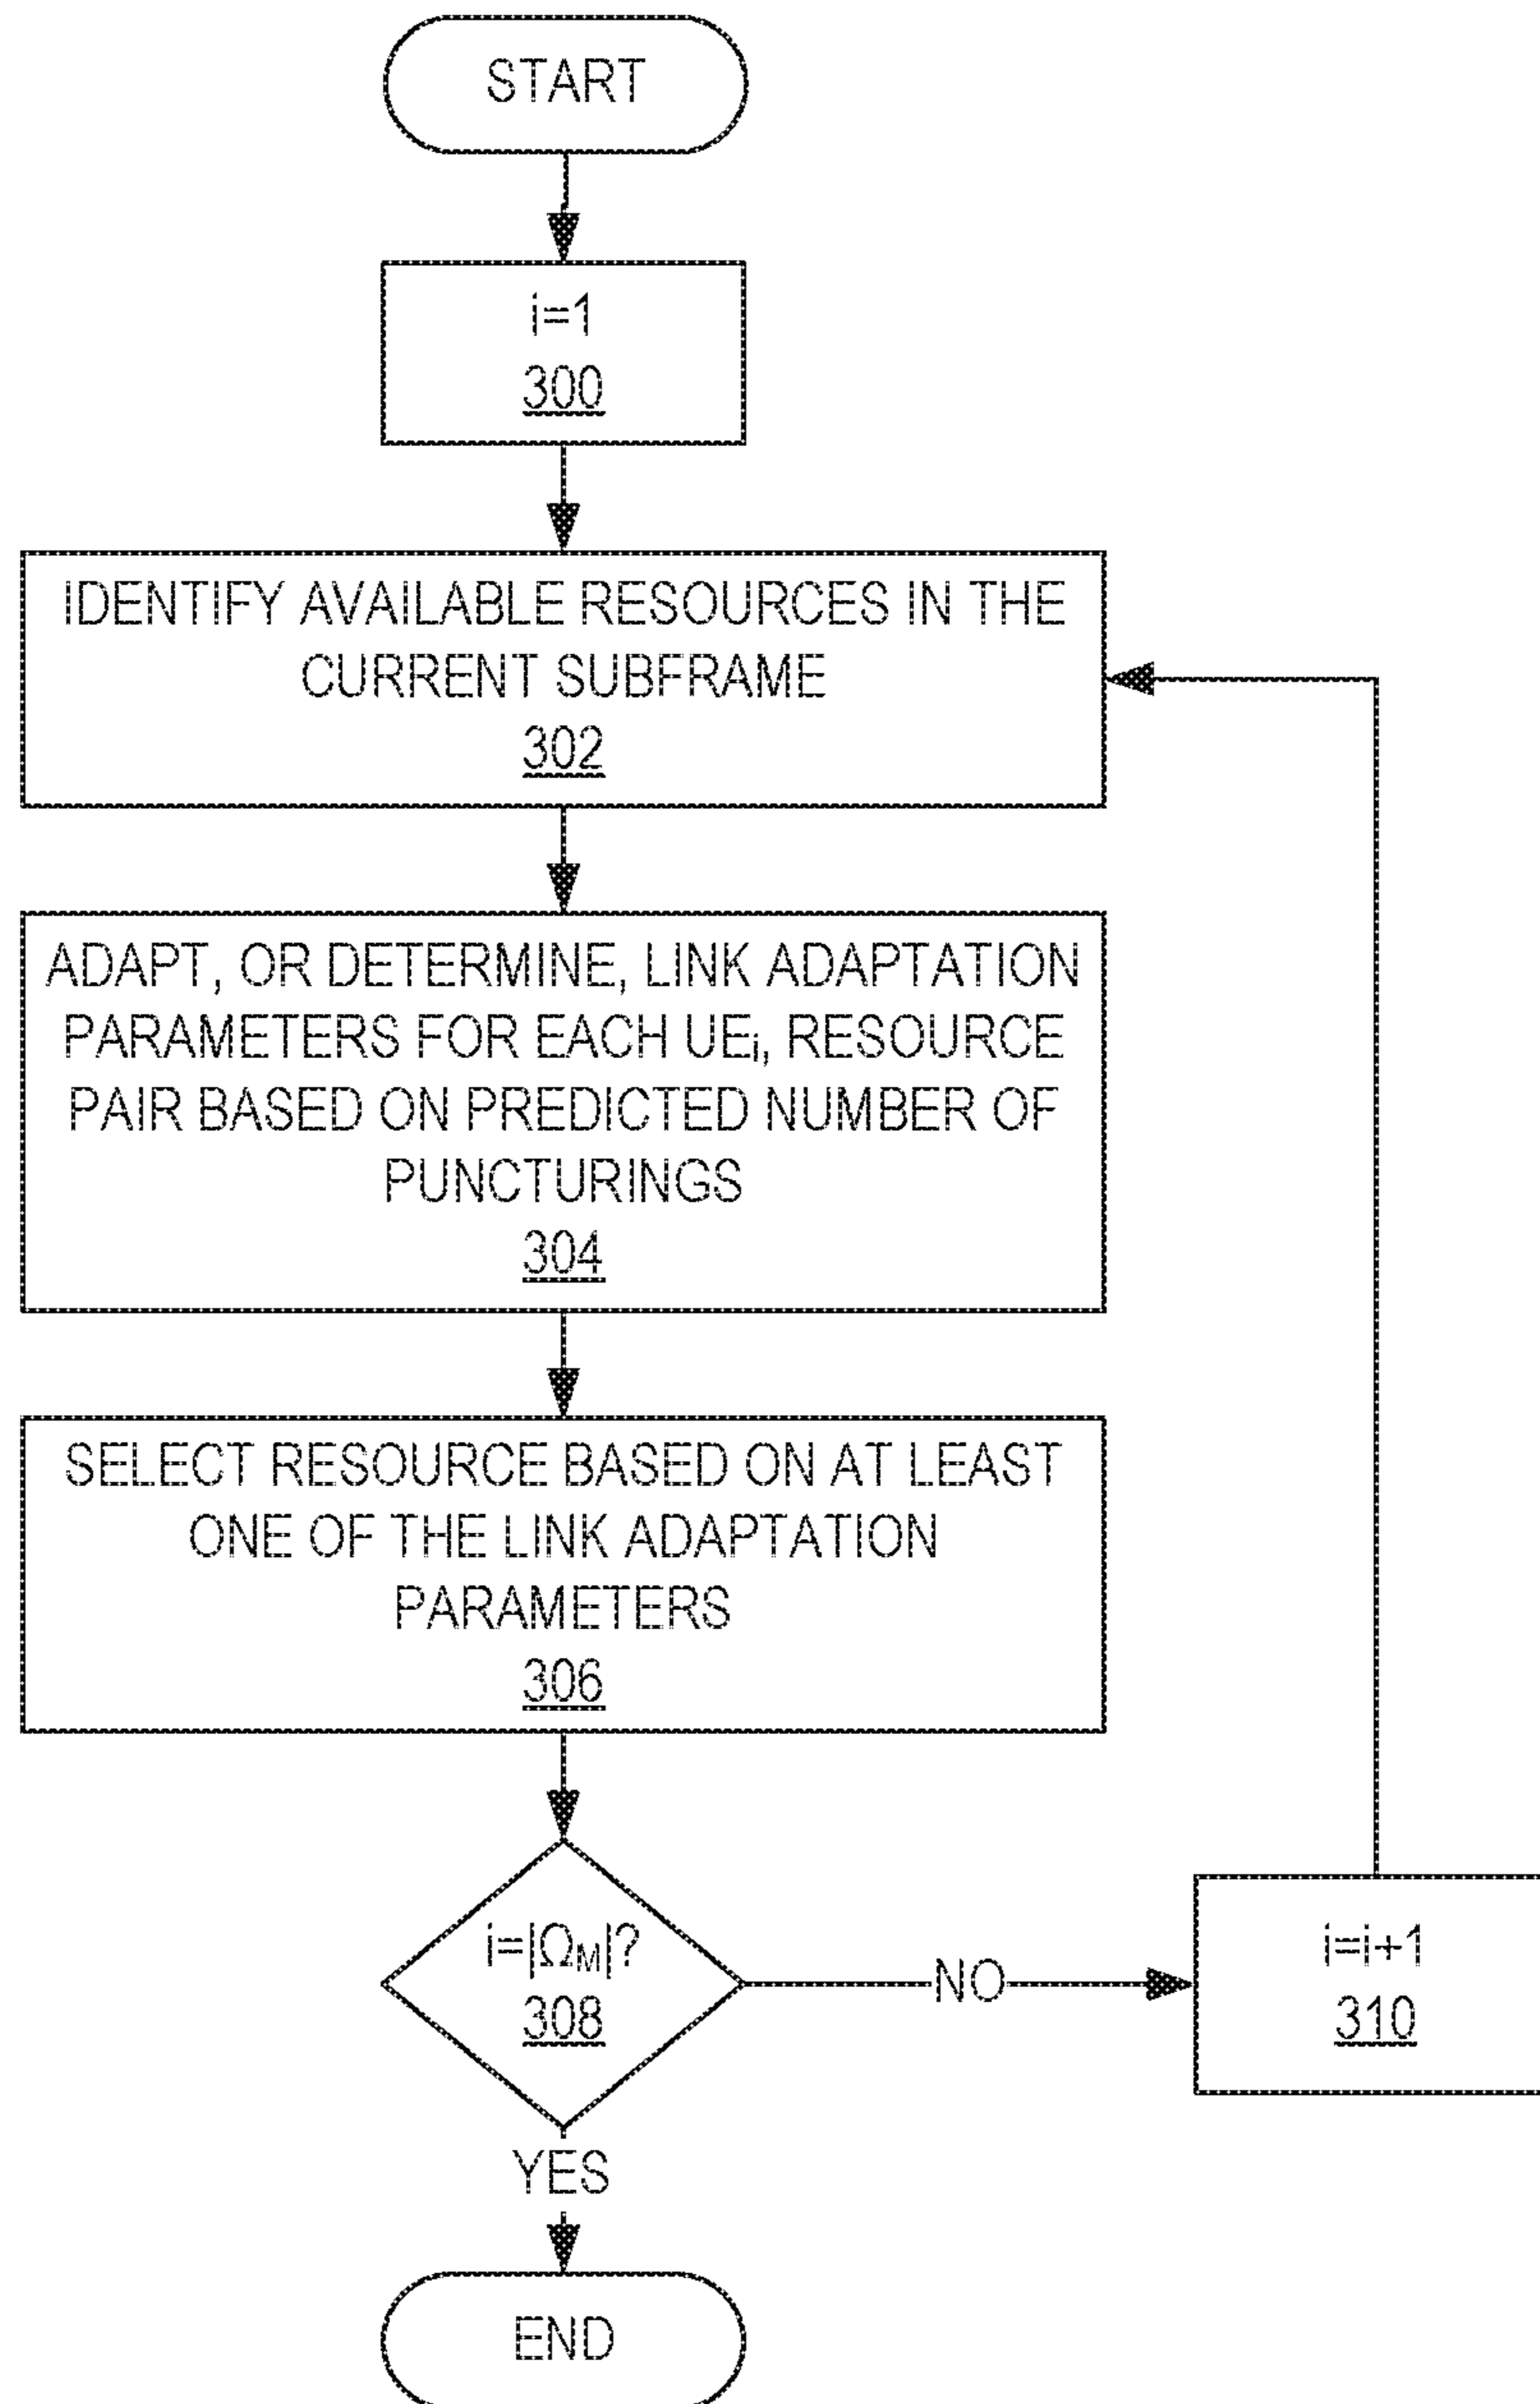 START
i=1
300
IDENTIFY AVAILABLE RESOURCES IN THE
CURRENT SUBFRAME
302
ADAPT, OR DETERMINE, LINK ADAPTATION
PARAMETERS FOR EACH UEi, RESOURCE
PAIR BASED ON PREDICTED NUMBER OF
PUNCTURINGS
304
SELECT RESOURCE BASED ON AT LEAST
ONE OF THE LINK ADAPTATION
PARAMETERS
306
i=|ΩM|?
308
NO
i=i+1
310
YES
END